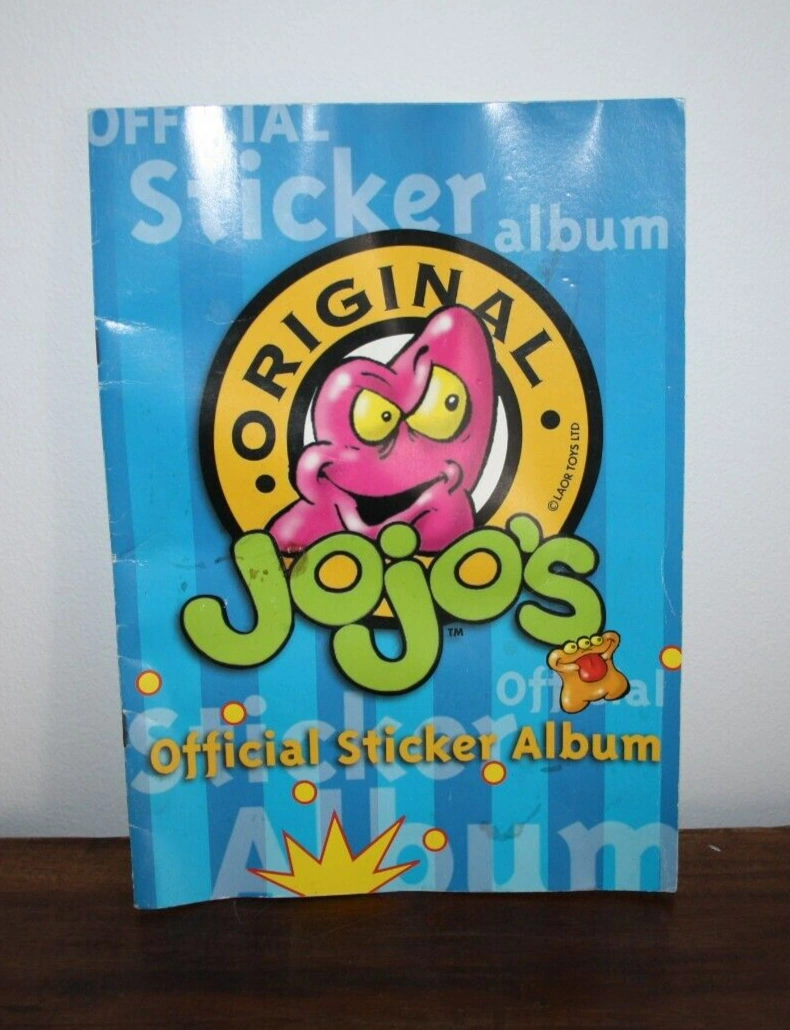 OFFICIAL
Sticker
album
• ORIGINAL •
© LAOR TOYS LTD
Jojo's
TM
Official
Sticker
Official Sticker Album
Album